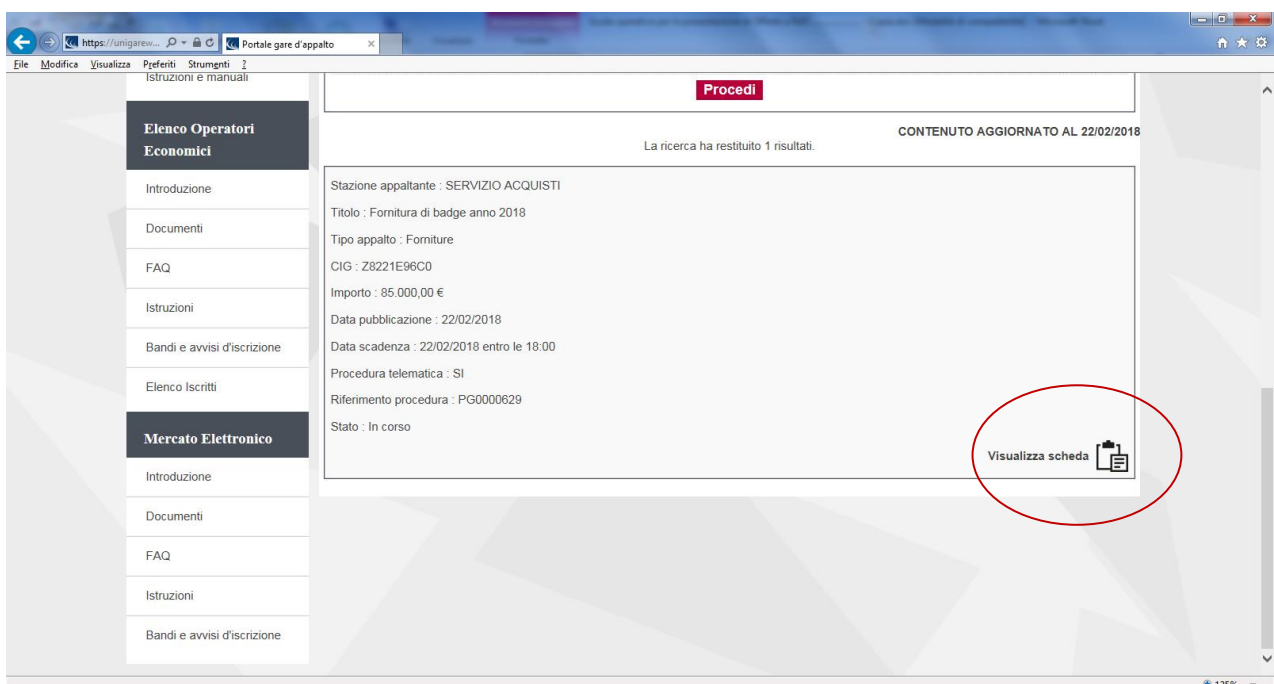 https://unigarew...
Portale gare d'appalto
File Modifica Visualizza Preferiti Strumenti ?
Istruzioni e manuali
Elenco Operatori
Economici
Introduzione
Documenti
FAQ
Istruzioni
Bandi e avvisi d'iscrizione
Elenco Iscritti
Mercato Elettronico
Introduzione
Documenti
FAQ
Istruzioni
Bandi e avvisi d'iscrizione
Procedi
CONTENUTO AGGIORNATO AL 22/02/2018
La ricerca ha restituito 1 risultati.
Stazione appaltante : SERVIZIO ACQUISTI
Titolo : Fornitura di badge anno 2018
Tipo appalto : Forniture
CIG : Z8221E96C0
Importo : 85.000,00 €
Data pubblicazione : 22/02/2018
Data scadenza : 22/02/2018 entro le 18:00
Procedura telematica : SI
Riferimento procedura : PG0000629
Stato : In corso
Visualizza scheda